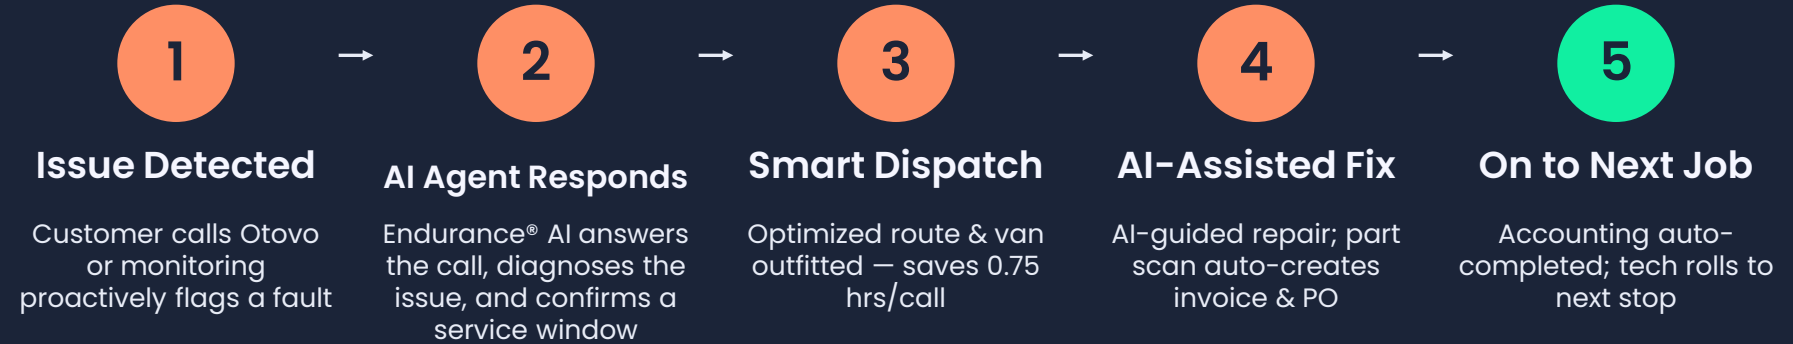 1
2
3
4
5
Issue Detected
Customer calls Otovo
or monitoring
proactively flags a fault
AI Agent Responds
Endurance® AI answers
the call, diagnoses the
issue, and confirms a
service window
Smart Dispatch
Optimized route & van
outfitted — saves 0.75
hrs/call
AI-Assisted Fix
AI-guided repair; part
scan auto-creates
invoice & PO
On to Next Job
Accounting auto-
completed; tech rolls to
next stop